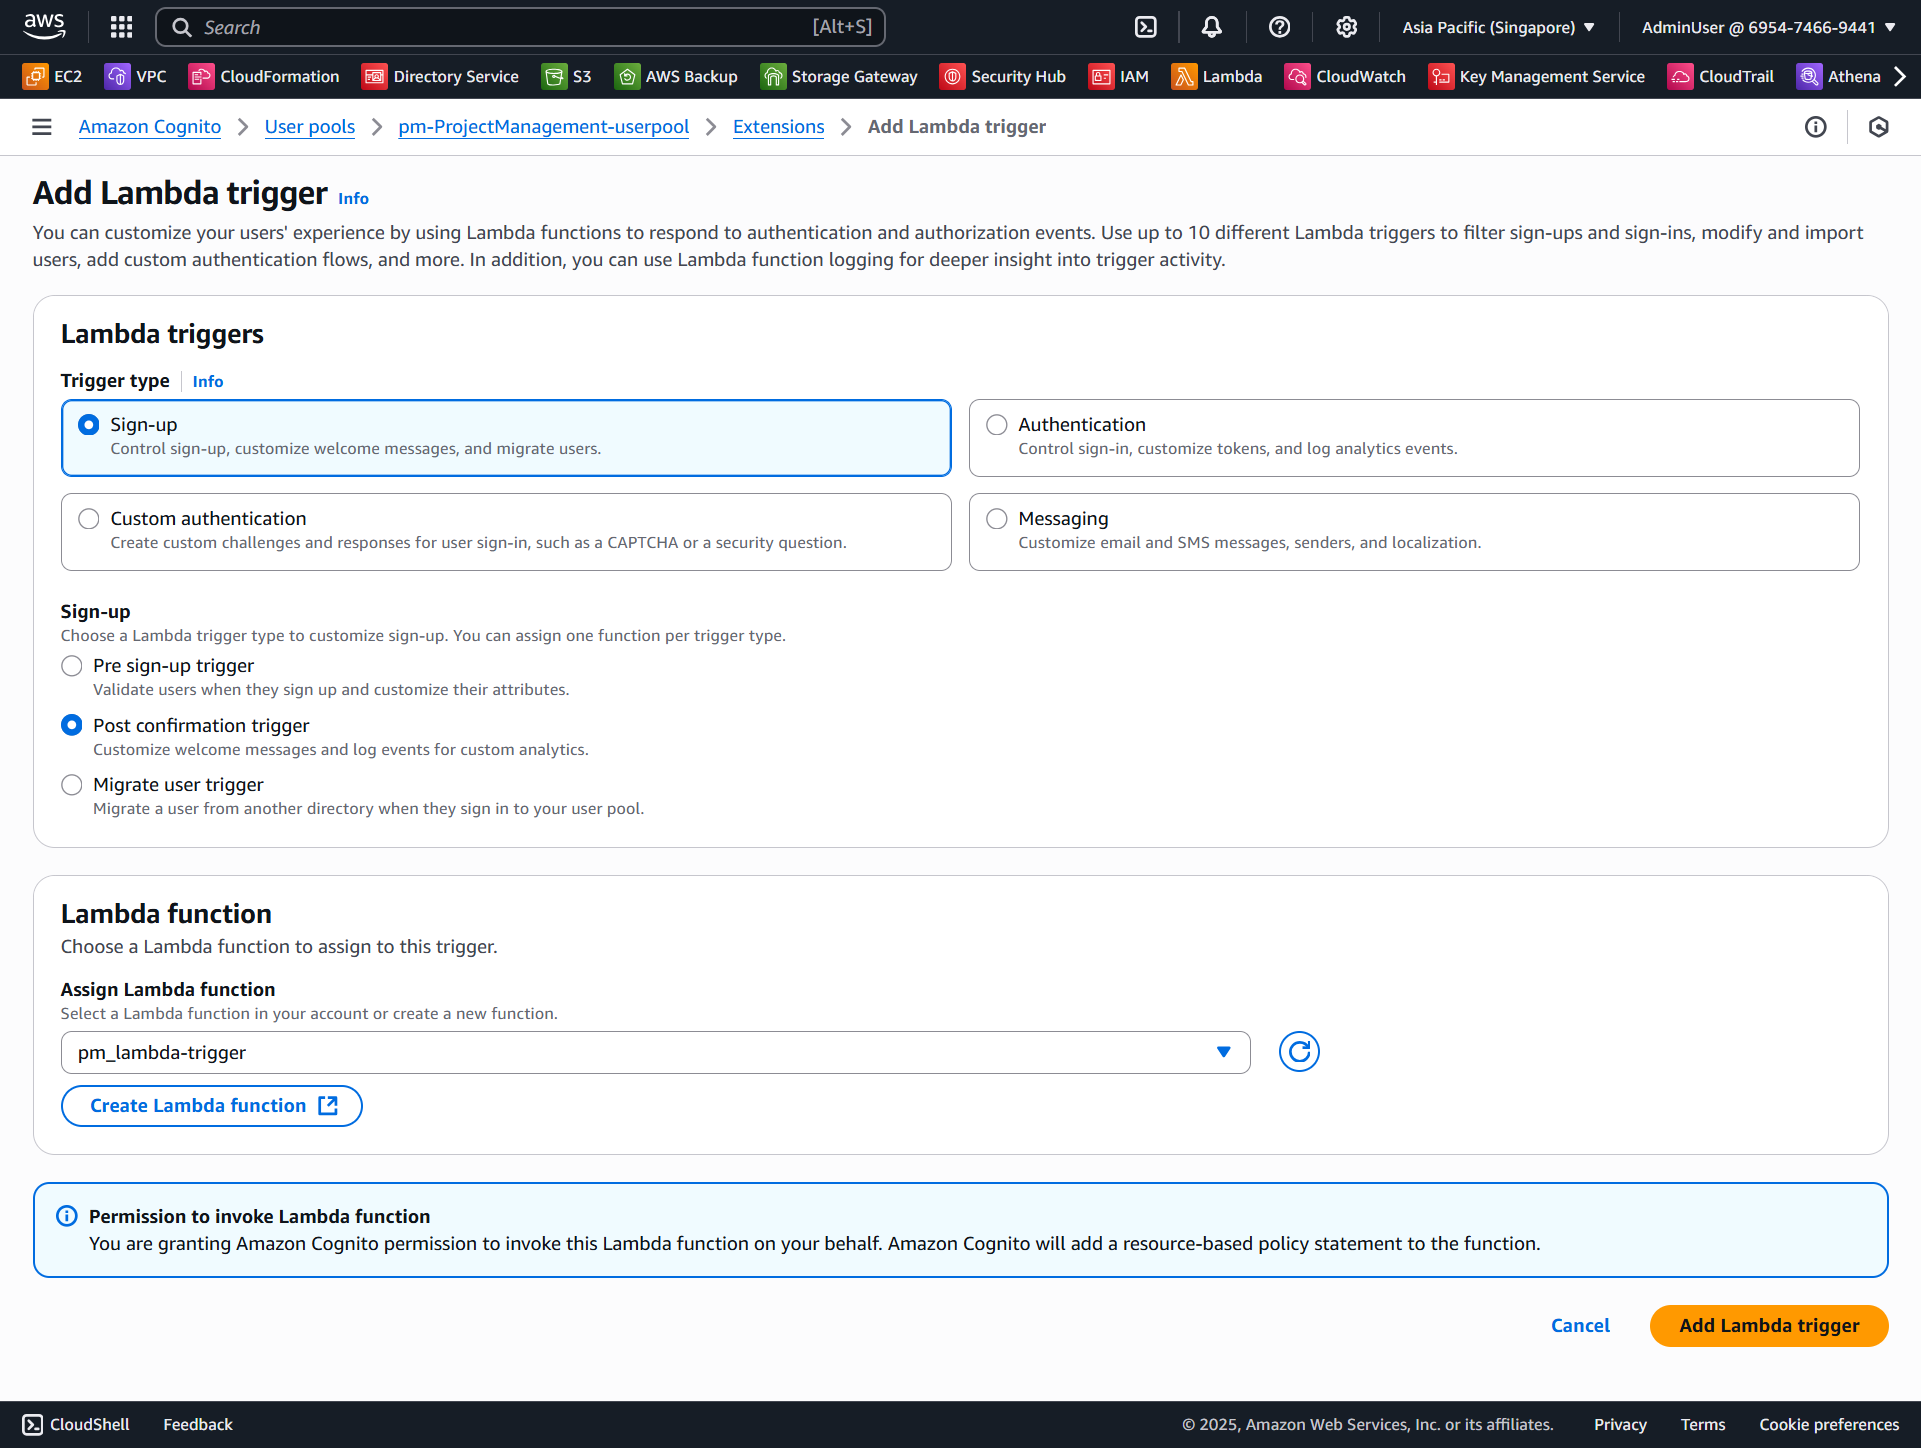 aws
Search [Alt+S] Asia Pacific (Singapore) AdminUser @ 6954-7466-9441
EC2 VPC CloudFormation Directory Service S3 AWS Backup Storage Gateway Security Hub IAM Lambda CloudWatch Key Management Service CloudTrail Athena
Amazon Cognito User pools pm-ProjectManagement-userpool Extensions Add Lambda trigger
Add Lambda trigger Info
You can customize your users' experience by using Lambda functions to respond to authentication and authorization events. Use up to 10 different Lambda triggers to filter sign-ups and sign-ins, modify and import
users, add custom authentication flows, and more. In addition, you can use Lambda function logging for deeper insight into trigger activity.
Lambda triggers
Trigger type Info
Sign-up
Control sign-up, customize welcome messages, and migrate users.
Authentication
Control sign-in, customize tokens, and log analytics events.
Custom authentication
Create custom challenges and responses for user sign-in, such as a CAPTCHA or a security question.
Messaging
Customize email and SMS messages, senders, and localization.
Sign-up
Choose a Lambda trigger type to customize sign-up. You can assign one function per trigger type.
Pre sign-up trigger
Validate users when they sign up and customize their attributes.
Post confirmation trigger
Customize welcome messages and log events for custom analytics.
Migrate user trigger
Migrate a user from another directory when they sign in to your user pool.
Lambda function
Choose a Lambda function to assign to this trigger.
Assign Lambda function
Select a Lambda function in your account or create a new function.
pm_lambda-trigger
Create Lambda function
Permission to invoke Lambda function
You are granting Amazon Cognito permission to invoke this Lambda function on your behalf. Amazon Cognito will add a resource-based policy statement to the function.
Cancel Add Lambda trigger
CloudShell Feedback © 2025, Amazon Web Services, Inc. or its affiliates. Privacy Terms Cookie preferences